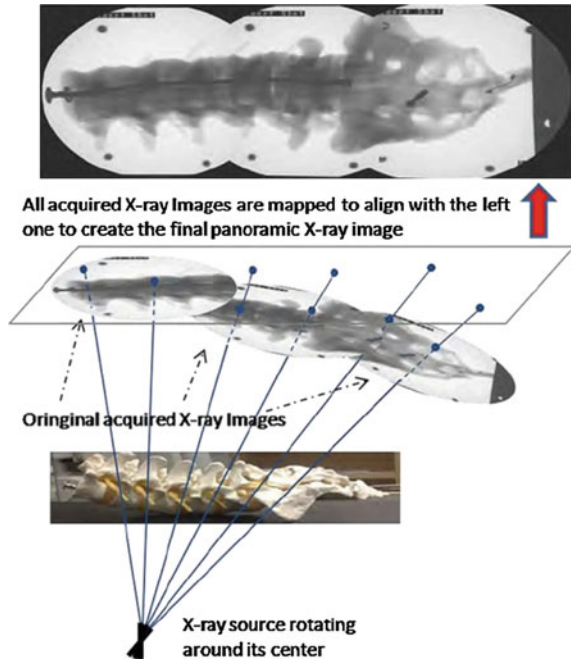 All acquired X-ray Images are mapped to align with the left
one to create the final panoramic X-ray image
Oringinal acquired X-ray Images
X-ray source rotating
around its center